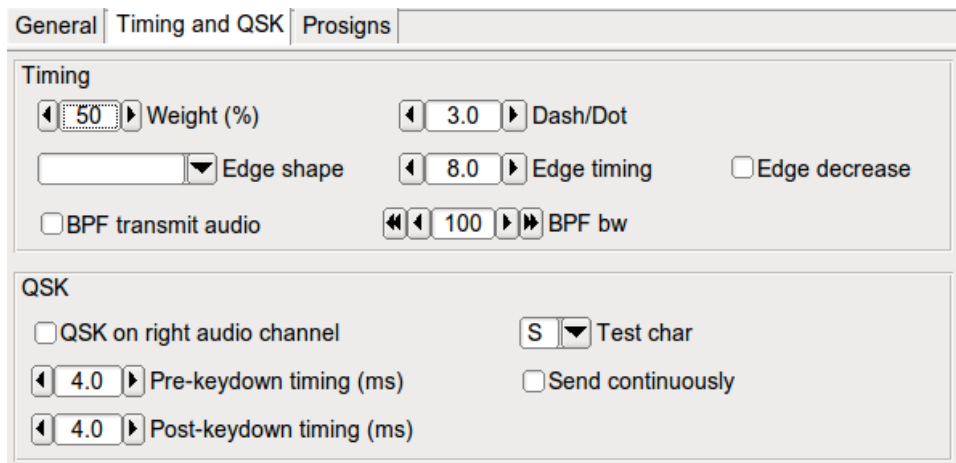 General Timing and QSK Prosigns
Timing
50 Weight (%) 3.0 Dash/Dot
Edge shape 8.0 Edge timing Edge decrease
BPF transmit audio 100 BPF bw
QSK
QSK on right audio channel S Test char
4.0 Pre-keydown timing (ms) Send continuously
4.0 Post-keydown timing (ms)